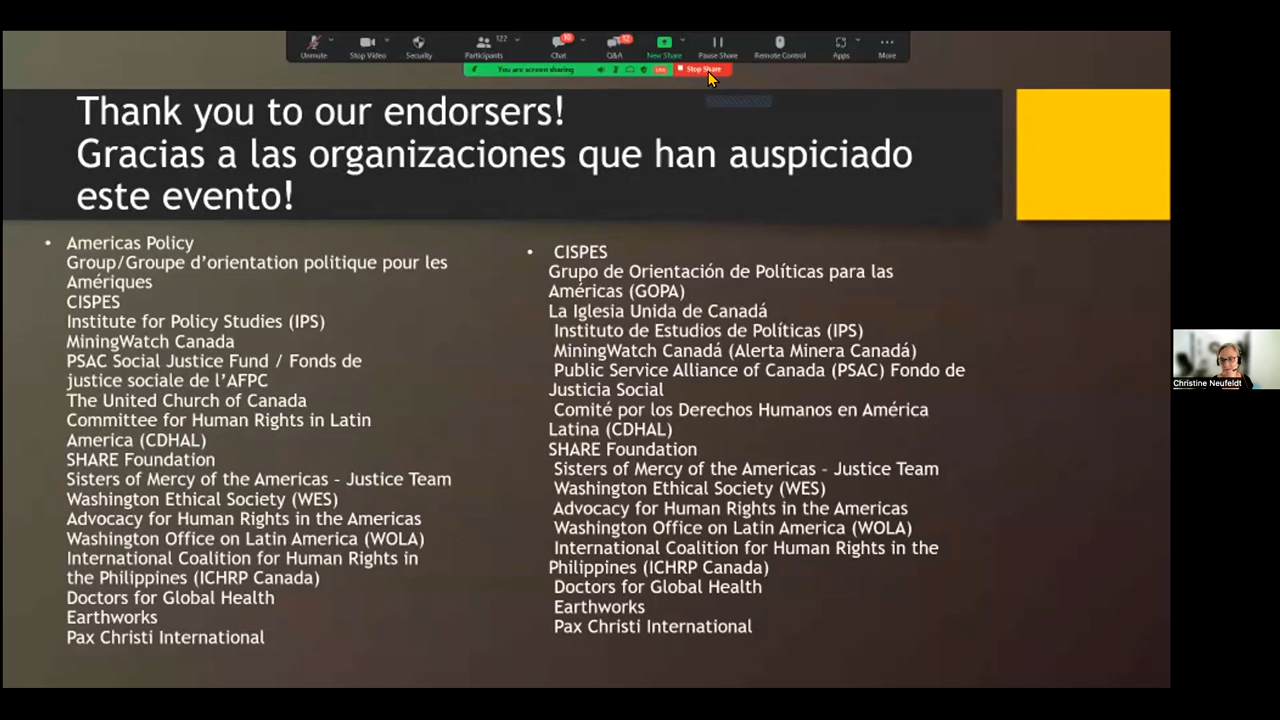 Unmute
Stop Video
Security
Participants
122
Chat
Q&A
12
New Share
Pause Share
Remote Control
Apps
More
You are screen sharing
LIVE
Stop Share
Thank you to our endorsers!
Gracias a las organizaciones que han auspiciado
este evento!
• Americas Policy
Group/Groupe d’orientation politique pour les
Amériques
CISPES
Institute for Policy Studies (IPS)
MiningWatch Canada
PSAC Social Justice Fund / Fonds de
justice sociale de l’AFPC
The United Church of Canada
Committee for Human Rights in Latin
America (CDHAL)
SHARE Foundation
Sisters of Mercy of the Americas – Justice Team
Washington Ethical Society (WES)
Advocacy for Human Rights in the Americas
Washington Office on Latin America (WOLA)
International Coalition for Human Rights in
the Philippines (ICHRP Canada)
Doctors for Global Health
Earthworks
Pax Christi International
• CISPES
Grupo de Orientación de Políticas para las
Américas (GOPA)
La Iglesia Unida de Canadá
Instituto de Estudios de Políticas (IPS)
MiningWatch Canadá (Alerta Minera Canadá)
Public Service Alliance of Canada (PSAC) Fondo de
Justicia Social
Comité por los Derechos Humanos en América
Latina (CDHAL)
SHARE Foundation
Sisters of Mercy of the Americas – Justice Team
Washington Ethical Society (WES)
Advocacy for Human Rights in the Americas
Washington Office on Latin America (WOLA)
International Coalition for Human Rights in the
Philippines (ICHRP Canada)
Doctors for Global Health
Earthworks
Pax Christi International
Christine Neufeldt